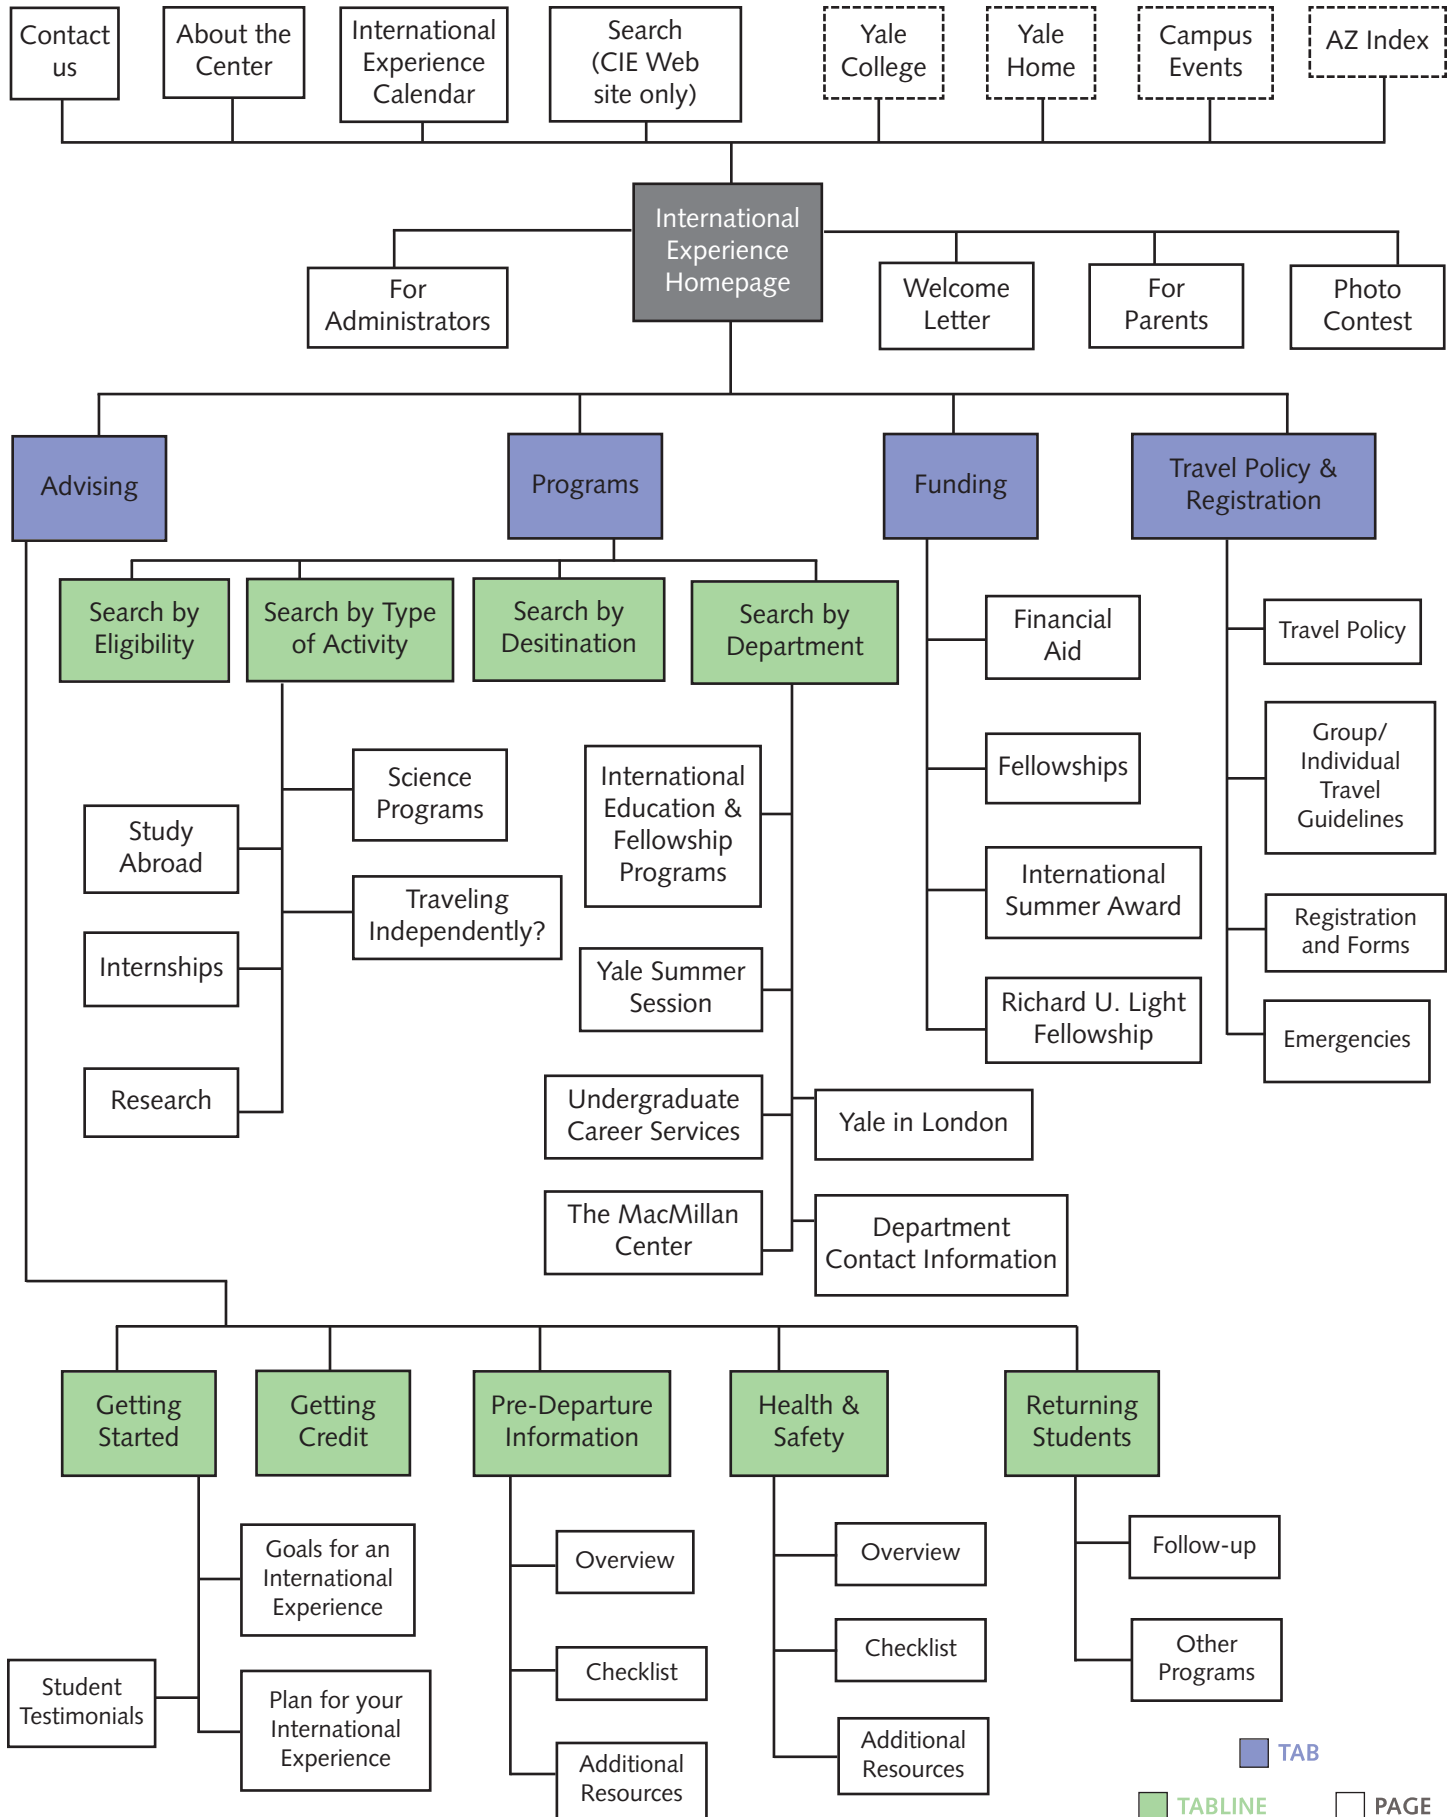 Contact
us
About the
Center
International
Experience
Calendar
Search
(CIE Web
site only)
Yale
College
Yale
Home
Campus
Events
AZ Index
International
Experience
Homepage
For
Administrators
Welcome
Letter
For
Parents
Photo
Contest
Advising
Programs
Funding
Travel Policy &
Registration
Search by
Eligibility
Search by Type
of Activity
Search by
Desitination
Search by
Department
Science
Programs
Study
Abroad
Traveling
Independently?
Internships
Research
International
Education &
Fellowship
Programs
Yale Summer
Session
Undergraduate
Career Services
Yale in London
The MacMillan
Center
Department
Contact Information
Financial
Aid
Fellowships
International
Summer Award
Richard U. Light
Fellowship
Travel Policy
Group/
Individual
Travel
Guidelines
Registration
and Forms
Emergencies
Getting
Started
Getting
Credit
Pre-Departure
Information
Health &
Safety
Returning
Students
Goals for an
International
Experience
Student
Testimonials
Plan for your
International
Experience
Overview
Checklist
Additional
Resources
Overview
Checklist
Additional
Resources
Follow-up
Other
Programs
TAB
TABLINE
PAGE